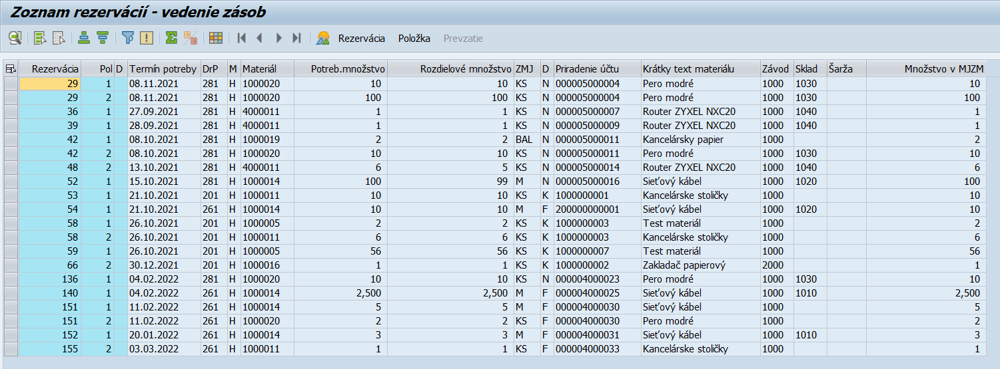 Zoznam rezervácií - vedenie zásob
Rezervácia Položka Prevzatie
Rezervácia Pol D Termín potreby DrP M Materiál Potreb.množstvo Rozdielové množstvo ZMJ D Priradenie účtu Krátky text materiálu Závod Sklad Šarža Množstvo v MJZM
29 1 08.11.2021 281 H 1000020 10 10 KS N 000005000004 Pero modré 1000 1030 10
29 2 08.11.2021 281 H 1000020 100 100 KS N 000005000004 Pero modré 1000 1030 100
36 1 27.09.2021 281 H 4000011 1 1 KS N 000005000007 Router ZYXEL NXC20 1000 1040 1
39 1 28.09.2021 281 H 4000011 1 1 KS N 000005000009 Router ZYXEL NXC20 1000 1040 1
42 1 08.10.2021 281 H 1000019 2 2 BAL N 000005000011 Kancelársky papier 1000 2
42 2 08.10.2021 281 H 1000020 10 10 KS N 000005000011 Pero modré 1000 1030 10
48 2 13.10.2021 281 H 4000011 6 5 KS N 000005000014 Router ZYXEL NXC20 1000 1040 6
52 1 15.10.2021 281 H 1000014 100 99 M N 000005000016 Sieťový kábel 1000 1020 100
53 1 21.10.2021 201 H 1000011 10 10 KS K 1000000001 Kancelárske stoličky 1000 10
54 1 21.10.2021 261 H 1000014 10 10 M F 200000000001 Sieťový kábel 1000 1020 10
58 1 26.10.2021 201 H 1000005 2 2 KS K 1000000003 Test materiál 1000 2
58 2 26.10.2021 201 H 1000011 6 6 KS K 1000000003 Kancelárske stoličky 1000 6
59 1 26.10.2021 201 H 1000005 56 56 KS K 1000000007 Test materiál 1000 56
66 2 30.12.2021 201 H 1000016 1 1 KS K 1000000002 Zakladač papierový 2000 1
136 1 04.02.2022 281 H 1000020 10 10 KS N 000004000023 Pero modré 1000 1030 10
140 1 04.02.2022 261 H 1000014 2,500 2,500 M F 000004000025 Sieťový kábel 1000 1010 2,500
151 1 11.02.2022 261 H 1000014 5 5 M F 000004000030 Sieťový kábel 1000 5
151 2 11.02.2022 261 H 1000020 2 2 KS F 000004000030 Pero modré 1000 2
152 1 20.01.2022 261 H 1000014 3 3 M F 000004000031 Sieťový kábel 1000 1010 3
155 2 03.03.2022 261 H 1000011 1 1 KS F 000004000033 Kancelárske stoličky 1000 1